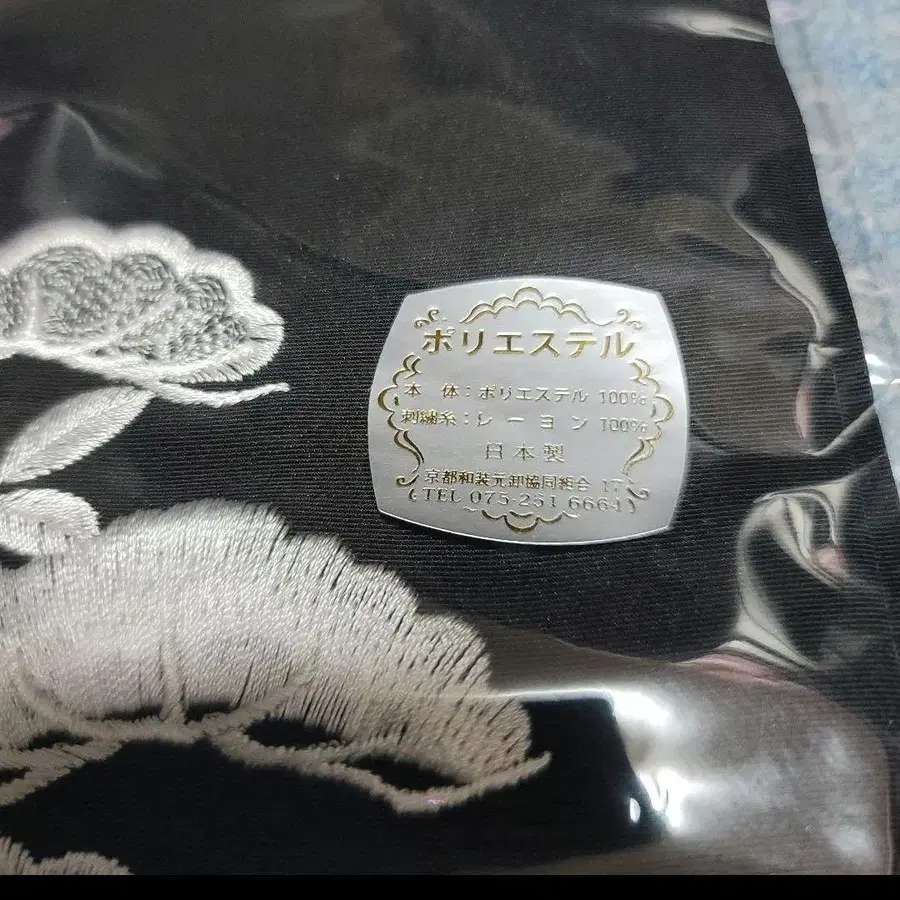 ポリエステル
本 体:ポリエステル 100%
刺繍糸:レーヨン 100%
日本製
京都和装元卸協同組合 17
TEL 075-251 6664